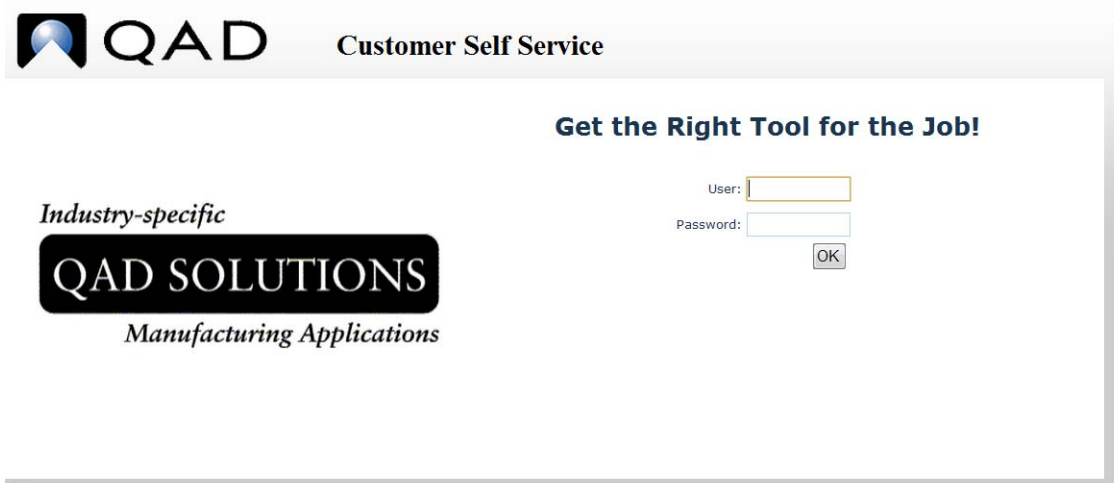 QAD
Customer Self Service
Get the Right Tool for the Job!
User:
Password:
OK
Industry-specific
QAD SOLUTIONS
Manufacturing Applications